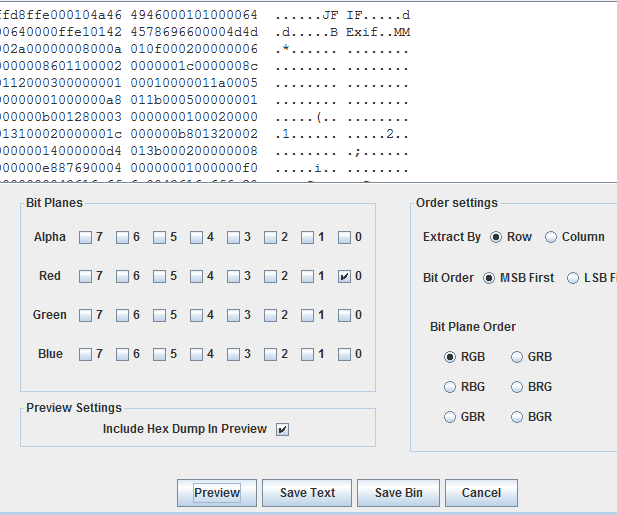 ffd8ffe000104a46 4946000101000064 ......JF IF.....d
00640000ffe10142 4578696600004d4d .d.....B Exif..MM
002a00000008000a 010f000200000006 .*...... ........
0000008601100002 0000001c0000008c ........ ........
0112000300000001 00010000011a0005 ........ ........
00000001000000a8 011b000500000001 ........ ........
000000b001280003 0000000100020000 .....(.. ........
013100020000001c 000000b801320002 .1...... .....2..
00000014000000d4 013b000200000008 ........ .;......
000000e887690004 00000001000000f0 .....i.. ........
Bit Planes
Alpha 7 6 5 4 3 2 1 0
Red 7 6 5 4 3 2 1 0
Green 7 6 5 4 3 2 1 0
Blue 7 6 5 4 3 2 1 0
Preview Settings
Include Hex Dump In Preview
Order settings
Extract By Row Column
Bit Order MSB First LSB Fi
Bit Plane Order
RGB GRB
RBG BRG
GBR BGR
Preview Save Text Save Bin Cancel